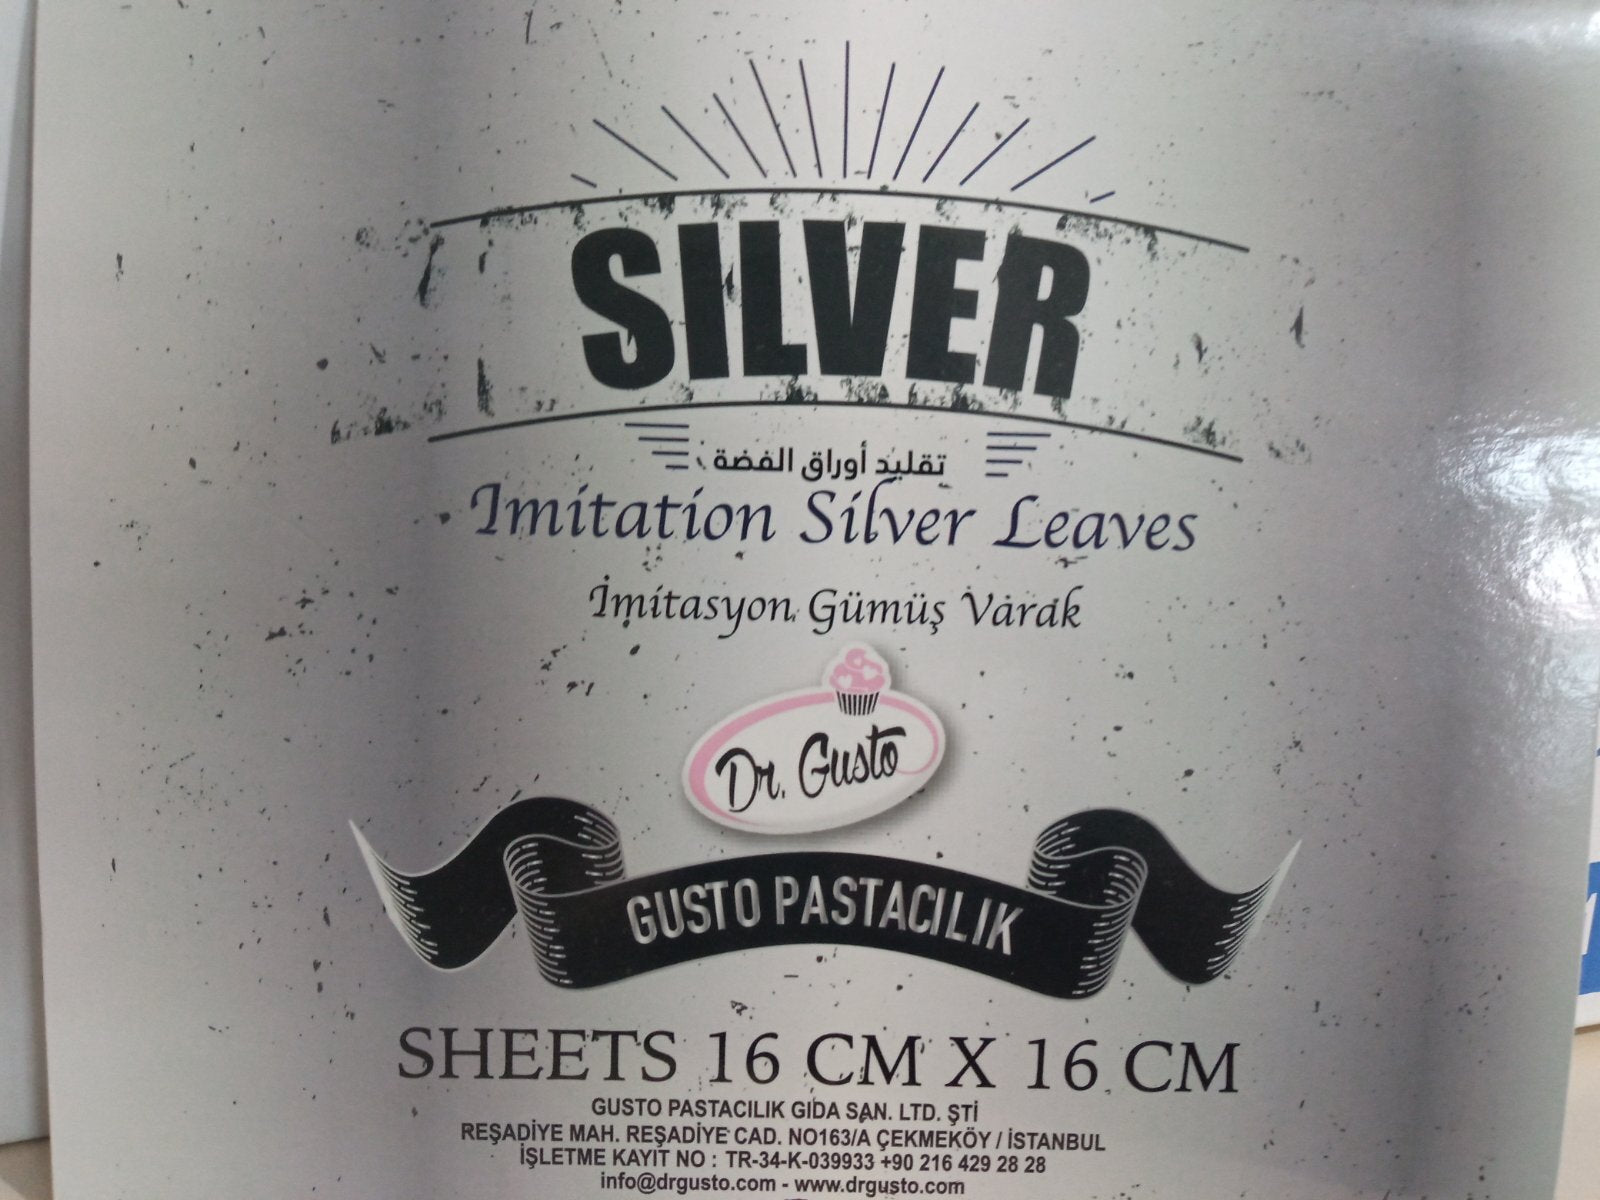 SILVER
تقليد أوراق الفضة
Imitation Silver Leaves
İmitasyon Gümüş Varak
Dr. Gusto
GUSTO PASTACILIK
SHEETS 16 CM X 16 CM
GUSTO PASTACILIK GIDA SAN. LTD. ŞTİ
REŞADİYE MAH. REŞADİYE CAD. NO163/A ÇEKMEKÖY / İSTANBUL
İŞLETME KAYIT NO : TR-34-K-039933 +90 216 429 28 28
info@drgusto.com - www.drgusto.com